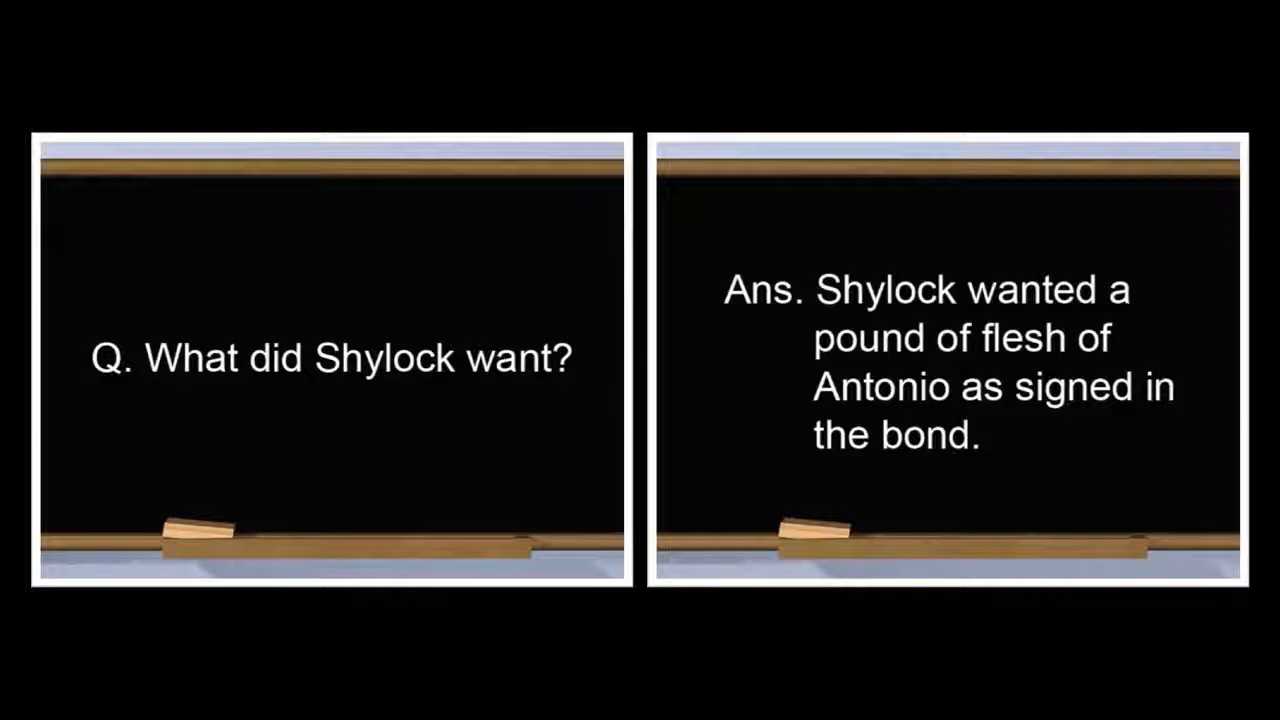 Q. What did Shylock want?
Ans. Shylock wanted a
pound of flesh of
Antonio as signed in
the bond.